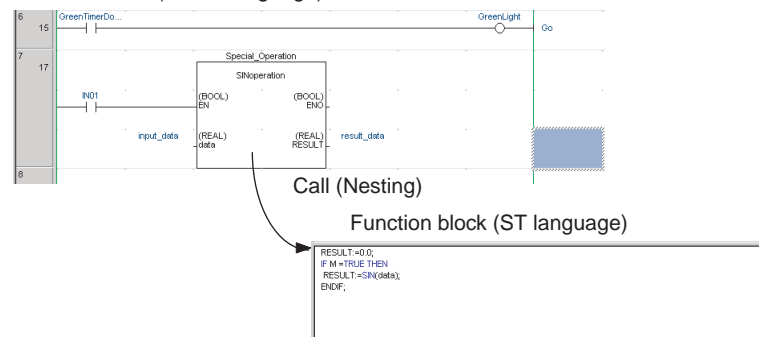 6
GreenTimerDo...
GreenLight
15
Go
7
17
Special_Operation
SINoperation
IN01
(BOOL)
EN
(BOOL)
ENO
input_data
(REAL)
data
(REAL)
RESULT
result_data
8
Call (Nesting)
Function block (ST language)
RESULT:=0.0;
IF M =TRUE THEN
RESULT:=SIN(data);
ENDIF;